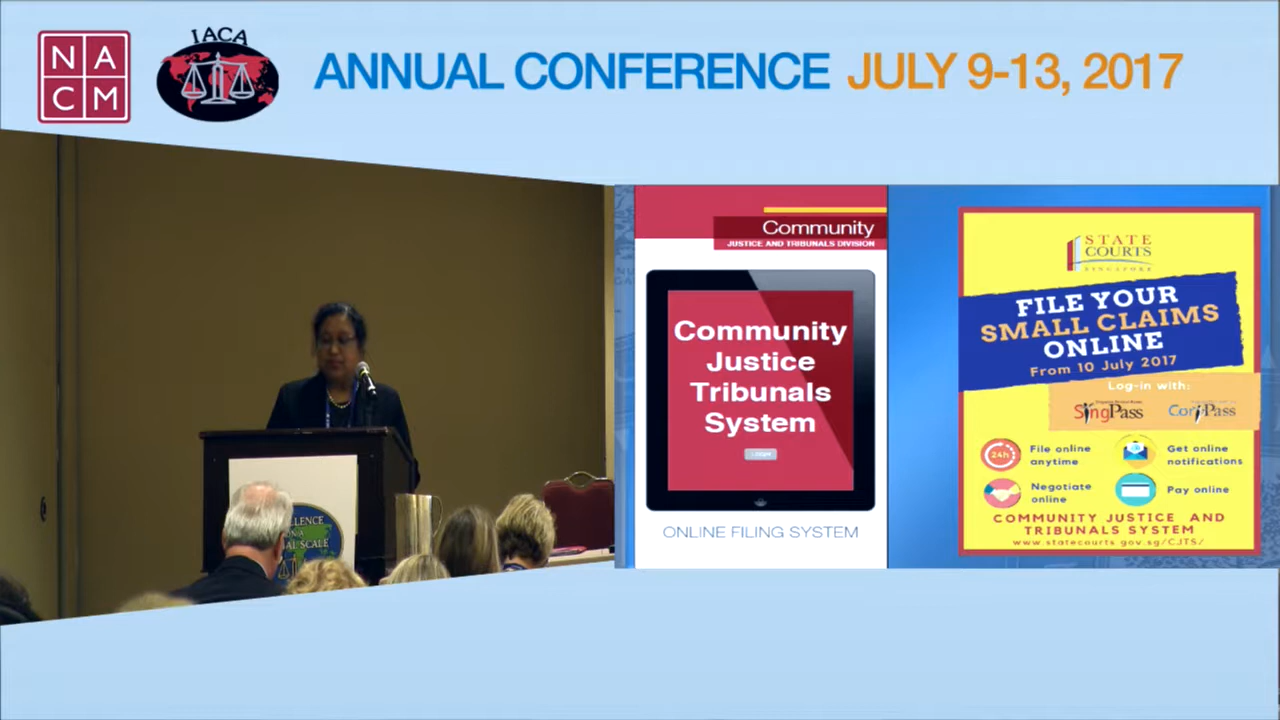 NACM
IACA
ANNUAL CONFERENCE JULY 9-13, 2017
Community
JUSTICE AND TRIBUNALS DIVISION
Community
Justice
Tribunals
System
LOGIN
ONLINE FILING SYSTEM
STATE
COURTS
SINGAPORE
FILE YOUR
SMALL CLAIMS
ONLINE
From 10 July 2017
Log-in with:
SingPass
CorpPass
24h
File online
anytime
Get online
notifications
Negotiate
online
Pay online
COMMUNITY JUSTICE AND
TRIBUNALS SYSTEM
www.statecourts.gov.sg/CJTS/
SCALE